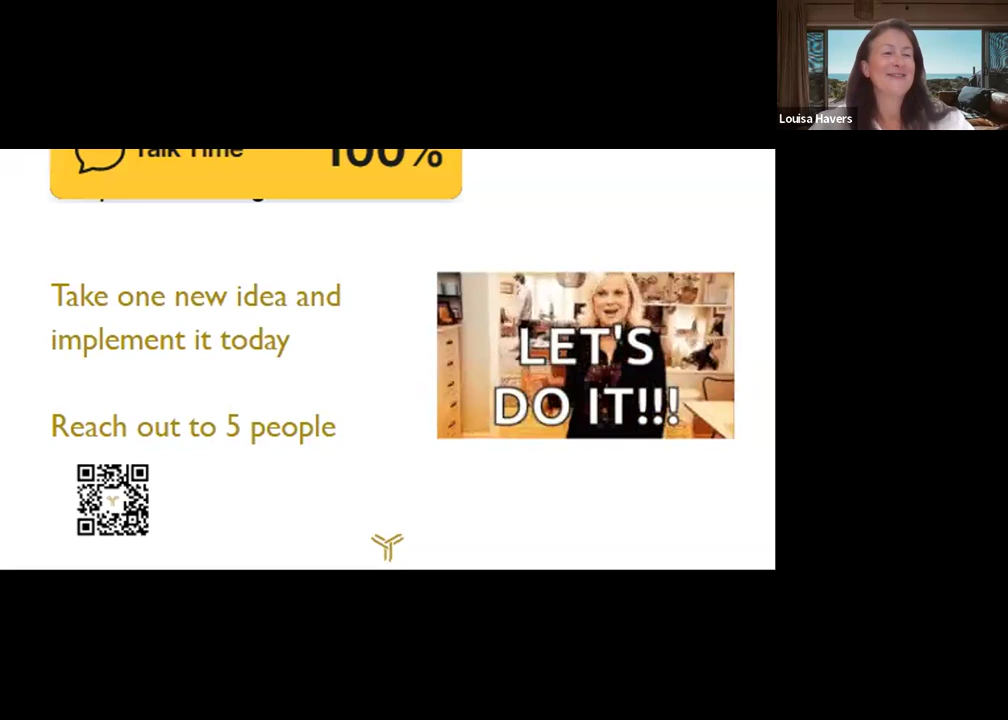 Louisa Havers
Talk Time 100%
Take one new idea and
implement it today
LET'S
DO IT!!!
Reach out to 5 people